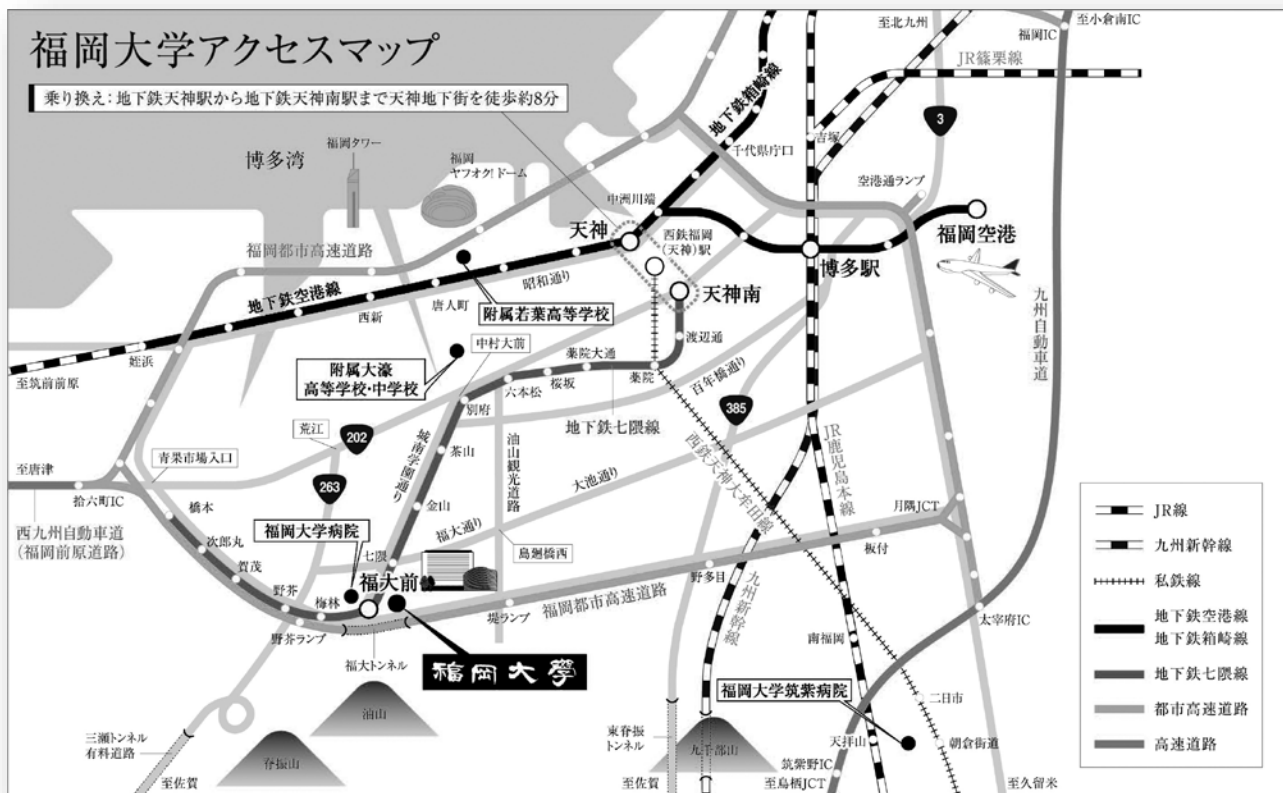 福岡大学アクセスマップ
乗り換え：地下鉄天神駅から地下鉄天神南駅まで天神地下街を徒歩約8分
至北九州
福岡IC
至小倉南IC
JR篠栗線
地下鉄箱崎線
3
吉塚
千代県庁口
空港通ランプ
福岡タワー
博多湾
福岡
ヤフオク!ドーム
中洲川端
天神
西鉄福岡
(天神)駅
福岡空港
博多駅
福岡都市高速道路
昭和通り
天神南
地下鉄空港線
唐人町
附属若葉高等学校
西新
九州自動車道
渡辺通
中村大前
姪浜
薬院大通
至筑前前原
附属大濠
高等学校・中学校
桜坂
薬院
六本松
百年橋通り
別府
385
地下鉄七隈線
荒江
202
城南学園通り
茶山
油山観光道路
西鉄天神大牟田線
JR鹿児島本線
青果市場入口
至唐津
263
大池通り
拾六町IC
橋本
金山
月隈JCT
西九州自動車道
(福岡前原道路)
福岡大学病院
福大通り
次郎丸
七隈
島廻橋西
板付
賀茂
福大前
野多目
野芥
梅林
福岡都市高速道路
九州新幹線
堤ランプ
太宰府IC
野芥ランプ
南福岡
福大トンネル
福岡大學
福岡大学筑紫病院
二日市
油山
三瀬トンネル
有料道路
東脊振
トンネル
九千部山
天拝山
朝倉街道
脊振山
筑紫野IC
至佐賀
至佐賀
至鳥栖JCT
至久留米
JR線
九州新幹線
私鉄線
地下鉄空港線
地下鉄箱崎線
地下鉄七隈線
都市高速道路
高速道路